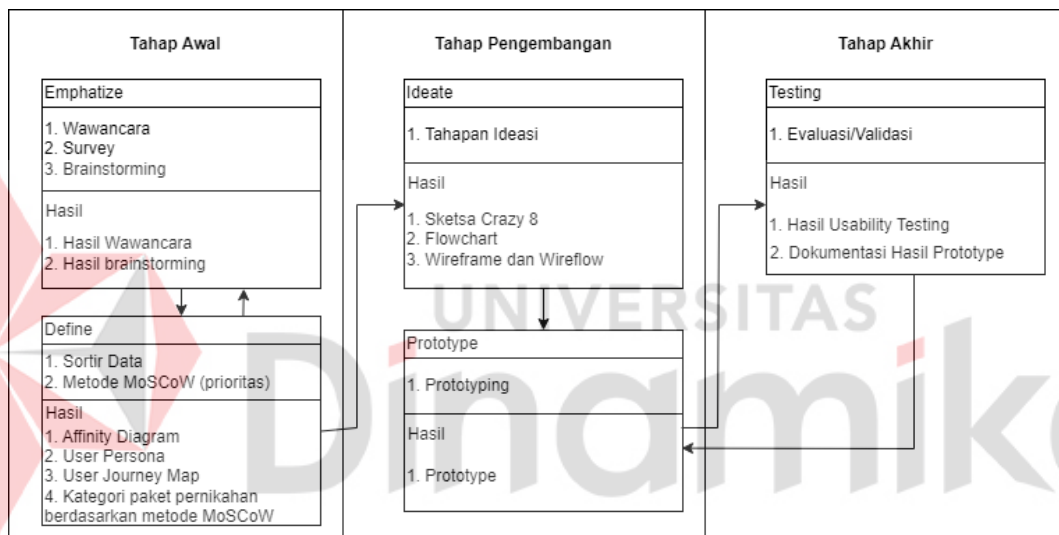 Tahap Awal
Emphatize
1. Wawancara
2. Survey
3. Brainstorming
Hasil
1. Hasil Wawancara
2. Hasil brainstorming
Define
1. Sortir Data
2. Metode MoSCoW (prioritas)
Hasil
1. Affinity Diagram
2. User Persona
3. User Journey Map
4. Kategori paket pernikahan
berdasarkan metode MoSCoW
Tahap Pengembangan
Ideate
1. Tahapan Ideasi
Hasil
1. Sketsa Crazy 8
2. Flowchart
3. Wireframe dan Wireflow
Prototype
1. Prototyping
Hasil
1. Prototype
Tahap Akhir
Testing
1. Evaluasi/Validasi
Hasil
1. Hasil Usability Testing
2. Dokumentasi Hasil Prototype
UNIVERSITAS
Dinamika